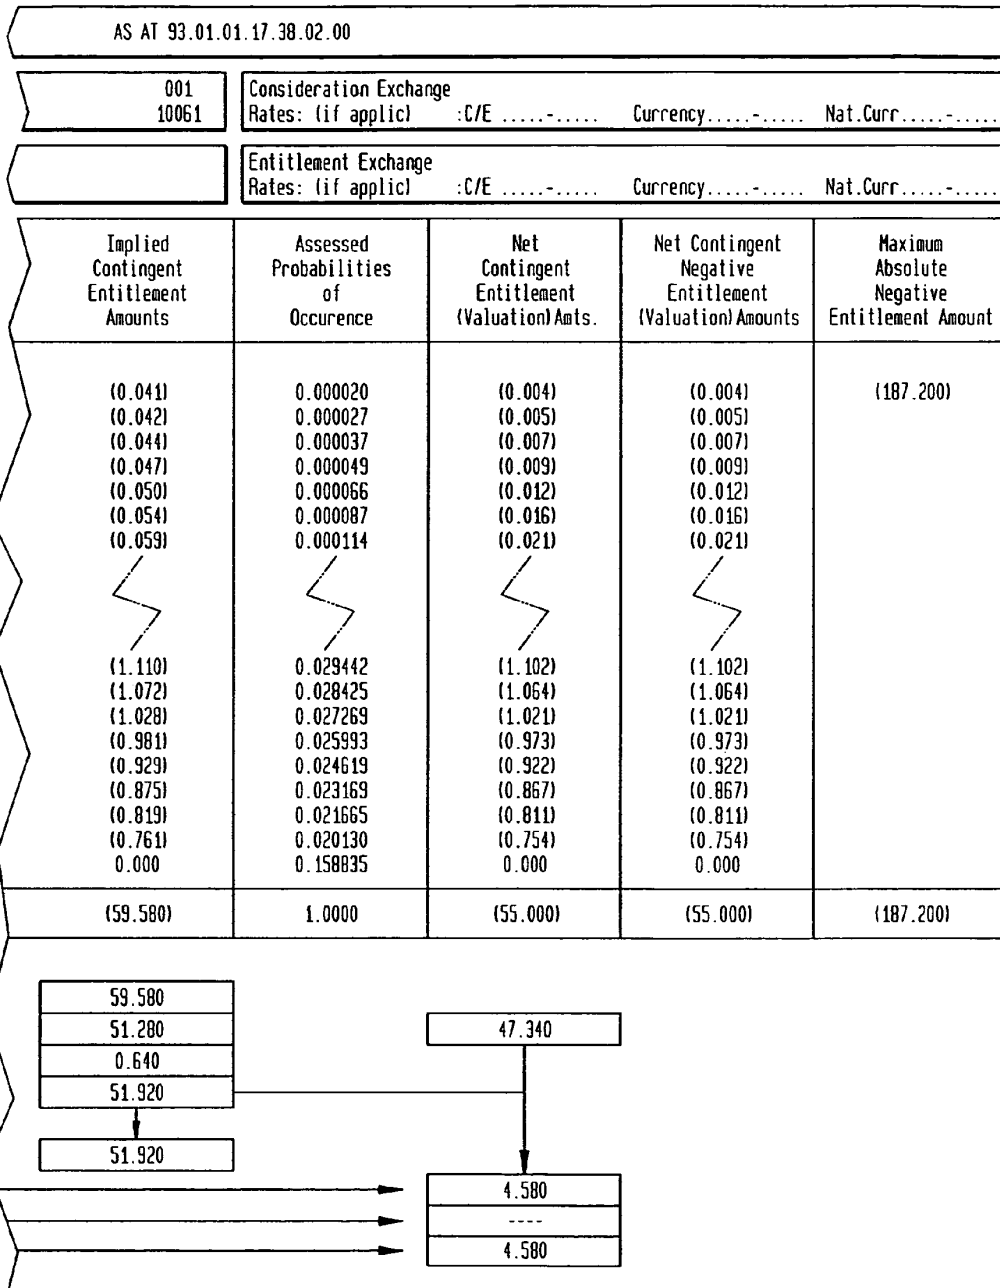 AS AT 93.01.01.17.38.02.00
001
10061
Consideration Exchange
Rates: (if applic) :C/E .....-..... Currency.....-..... Nat.Curr.....-.....
Entitlement Exchange
Rates: (if applic) :C/E .....-..... Currency.....-..... Nat.Curr.....-.....
Implied Contingent Entitlement Amounts
Assessed Probabilities of Occurence
Net Contingent Entitlement (Valuation)Amts.
Net Contingent Negative Entitlement (Valuation)Amounts
Maximum Absolute Negative Entitlement Amount
(0.041) 0.000020 (0.004) (0.004) (187.200)
(0.042) 0.000027 (0.005) (0.005)
(0.044) 0.000037 (0.007) (0.007)
(0.047) 0.000049 (0.009) (0.009)
(0.050) 0.000066 (0.012) (0.012)
(0.054) 0.000087 (0.016) (0.016)
(0.059) 0.000114 (0.021) (0.021)
(1.110) 0.029442 (1.102) (1.102)
(1.072) 0.028425 (1.064) (1.064)
(1.028) 0.027269 (1.021) (1.021)
(0.981) 0.025993 (0.973) (0.973)
(0.929) 0.024619 (0.922) (0.922)
(0.875) 0.023169 (0.867) (0.867)
(0.819) 0.021665 (0.811) (0.811)
(0.761) 0.020130 (0.754) (0.754)
0.000 0.158835 0.000 0.000
(59.580) 1.0000 (55.000) (55.000) (187.200)
59.580
51.280 47.340
0.640
51.920
51.920
4.580
----
4.580